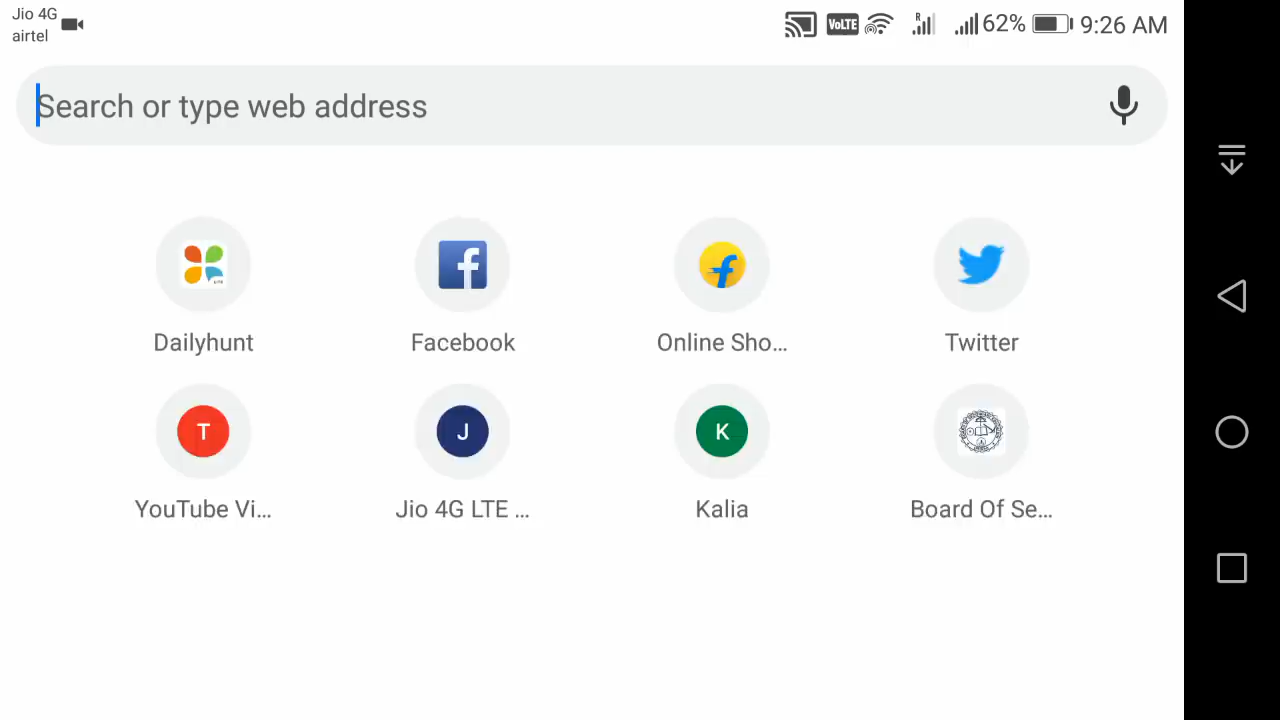 Jio 4G
airtel
VoLTE
R
62%
9:26 AM
Search or type web address
Dailyhunt
Facebook
Online Sho...
Twitter
T
J
K
YouTube Vi...
Jio 4G LTE ...
Kalia
Board Of Se...